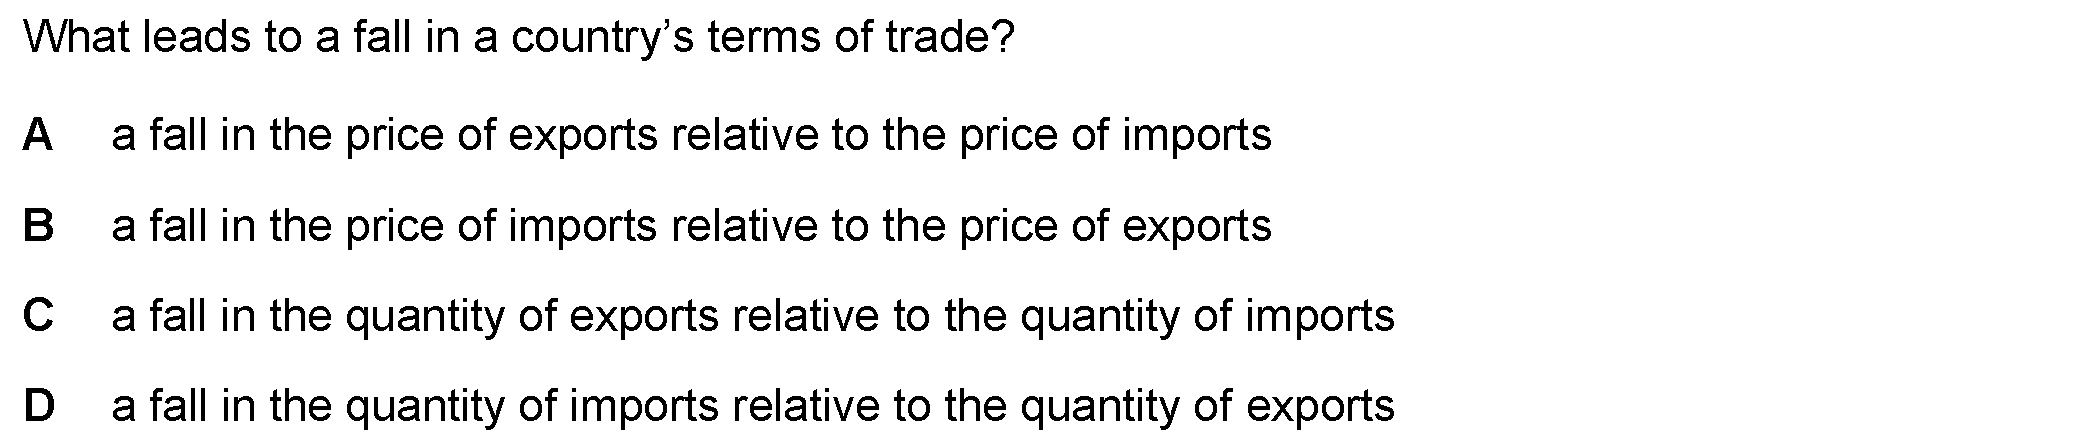 What leads to a fall in a country’s terms of trade?
A a fall in the price of exports relative to the price of imports
B a fall in the price of imports relative to the price of exports
C a fall in the quantity of exports relative to the quantity of imports
D a fall in the quantity of imports relative to the quantity of exports